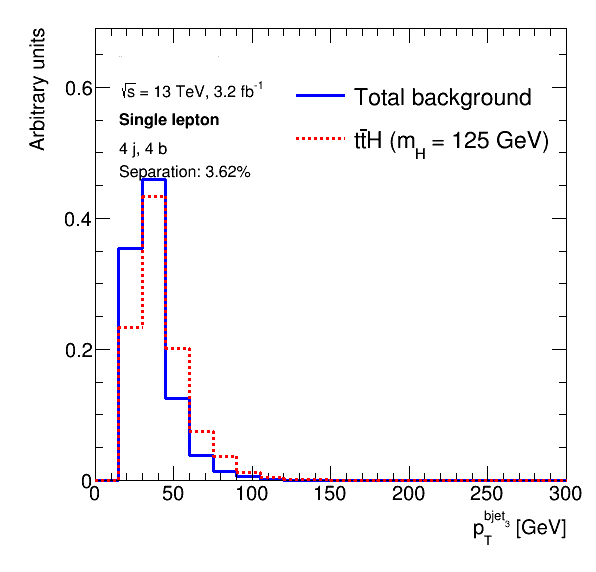 Arbitrary units
√s = 13 TeV, 3.2 fb⁻¹
Single lepton
4 j, 4 b
Separation: 3.62%
Total background
tt̄H (m_H = 125 GeV)
0.6
0.4
0.2
0
0 50 100 150 200 250 300
p_T^{bjet_3} [GeV]